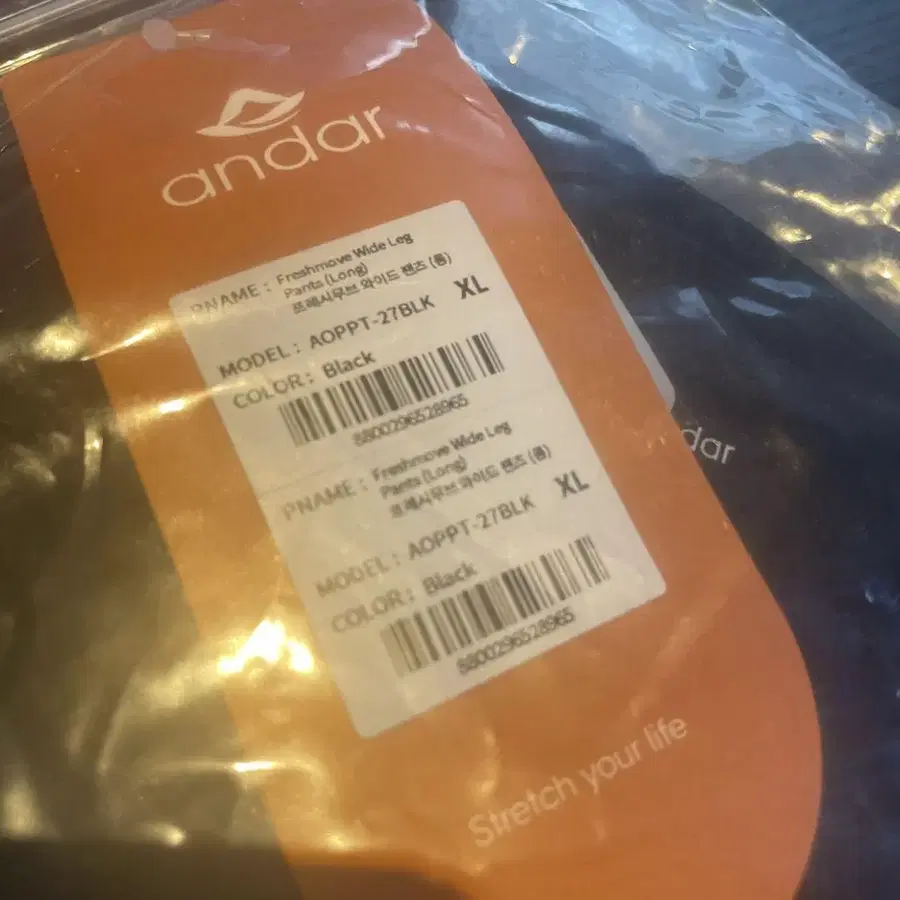 andar
PNAME : Freshmove Wide Leg
Pants (Long)
프레시무브 와이드 팬츠 (롱)
MODEL : AOPPT-27BLK XL
COLOR : Black
8800296528965
PNAME : Freshmove Wide Leg
Pants (Long)
프레시무브 와이드 팬츠 (롱)
MODEL : AOPPT-27BLK XL
COLOR : Black
8800296528965
dar
Stretch your life